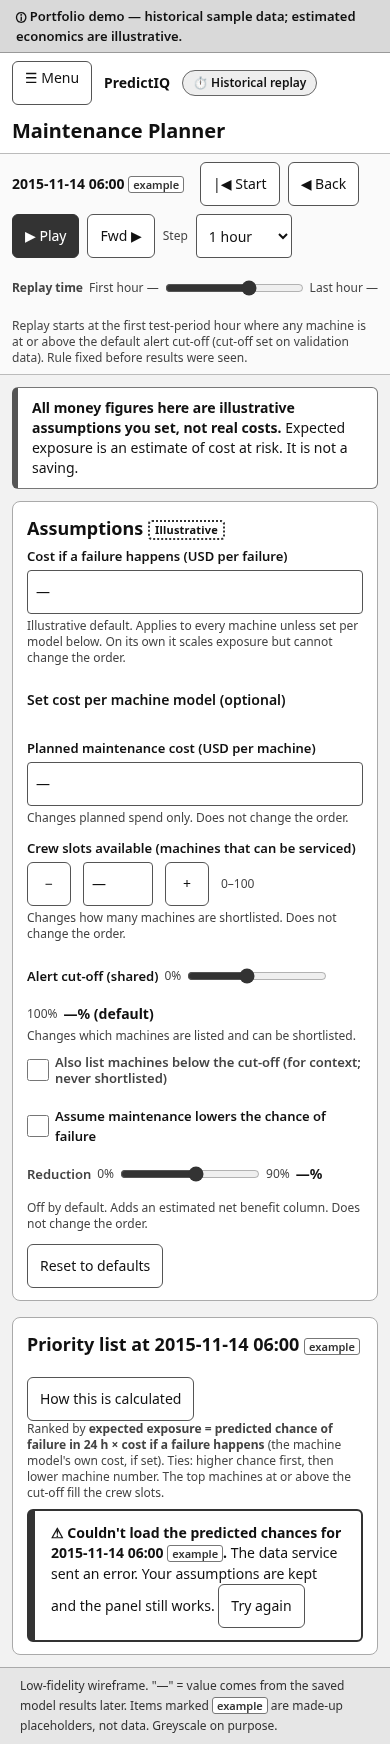 ⓘ Portfolio demo — historical sample data; estimated
economics are illustrative.
☰ Menu PredictIQ ⏱️ Historical replay
Maintenance Planner
2015-11-14 06:00 example |◀ Start ◀ Back
▶ Play Fwd ▶ Step 1 hour
Replay time First hour — Last hour —
Replay starts at the first test-period hour where any machine is
at or above the default alert cut-off (cut-off set on validation
data). Rule fixed before results were seen.
All money figures here are illustrative
assumptions you set, not real costs. Expected
exposure is an estimate of cost at risk. It is not a
saving.
Assumptions Illustrative
Cost if a failure happens (USD per failure)
—
Illustrative default. Applies to every machine unless set per
model below. On its own it scales exposure but cannot
change the order.
Set cost per machine model (optional)
Planned maintenance cost (USD per machine)
—
Changes planned spend only. Does not change the order.
Crew slots available (machines that can be serviced)
− — + 0–100
Changes how many machines are shortlisted. Does not
change the order.
Alert cut-off (shared) 0%
100% —% (default)
Changes which machines are listed and can be shortlisted.
Also list machines below the cut-off (for context;
never shortlisted)
Assume maintenance lowers the chance of
failure
Reduction 0% 90% —%
Off by default. Adds an estimated net benefit column. Does
not change the order.
Reset to defaults
Priority list at 2015-11-14 06:00 example
How this is calculated
Ranked by expected exposure = predicted chance of
failure in 24 h × cost if a failure happens (the machine
model's own cost, if set). Ties: higher chance first, then
lower machine number. The top machines at or above the
cut-off fill the crew slots.
⚠ Couldn't load the predicted chances for
2015-11-14 06:00 example. The data service
sent an error. Your assumptions are kept
and the panel still works. Try again
Low-fidelity wireframe. "—" = value comes from the saved
model results later. Items marked example are made-up
placeholders, not data. Greyscale on purpose.